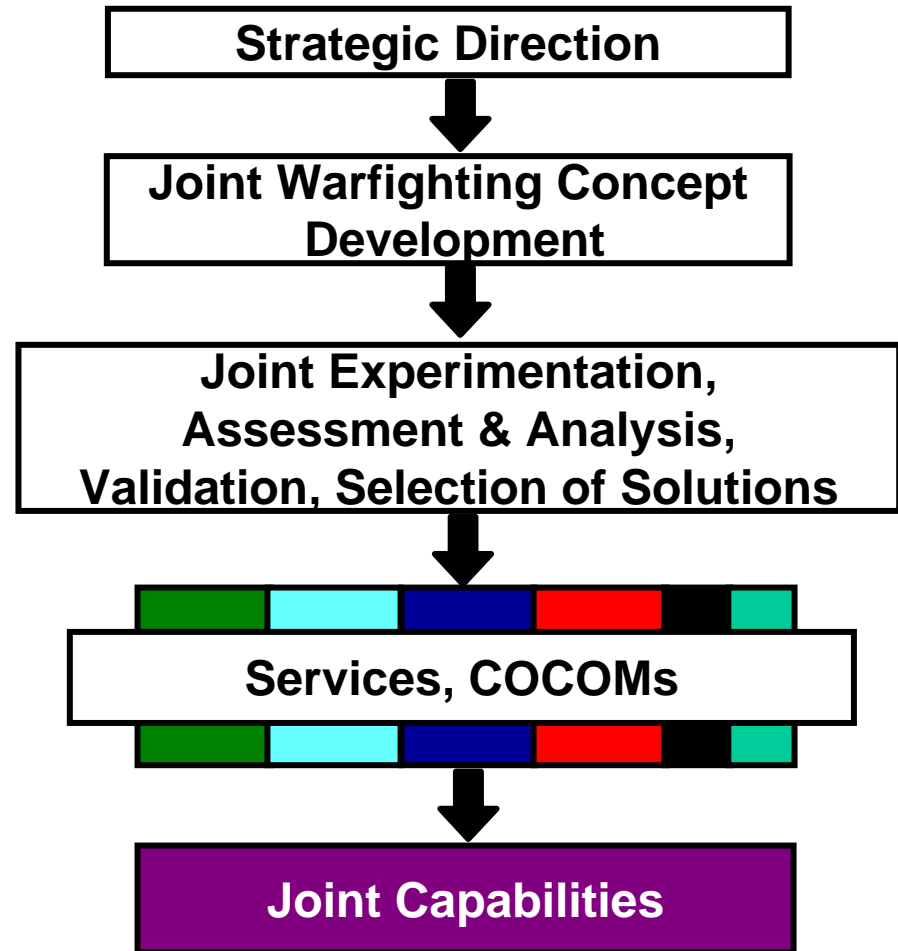 Strategic Direction
Joint Warfighting Concept
Development
Joint Experimentation,
Assessment & Analysis,
Validation, Selection of Solutions
Services, COCOMs
Joint Capabilities